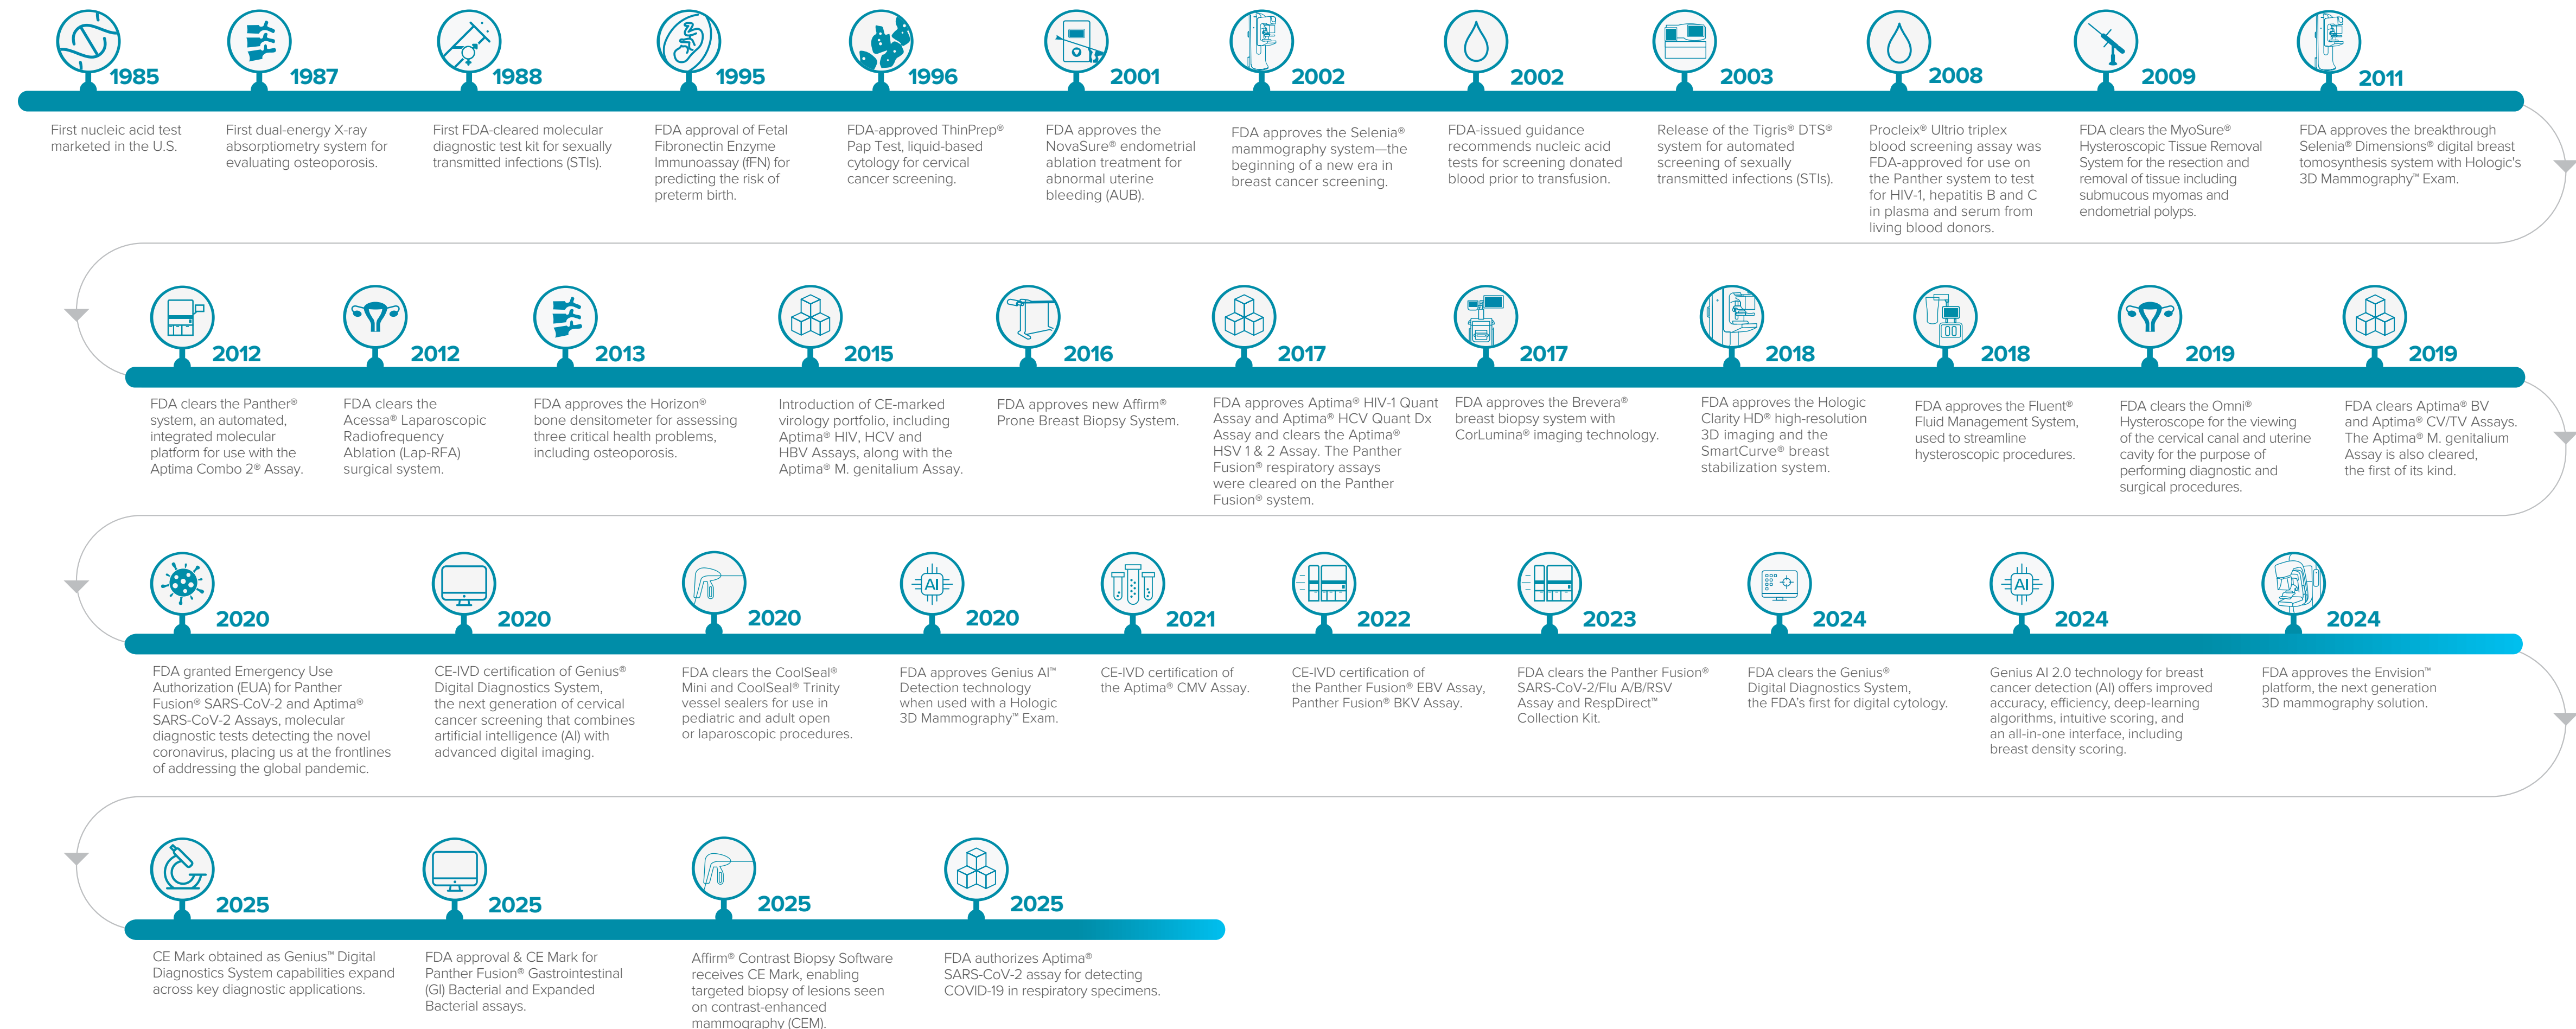 1985
First nucleic acid test
marketed in the U.S.
1987
First dual-energy X-ray
absorptiometry system for
evaluating osteoporosis.
1988
First FDA-cleared molecular
diagnostic test kit for sexually
transmitted infections (STIs).
1995
FDA approval of Fetal
Fibronectin Enzyme
Immunoassay (fFN) for
predicting the risk of
preterm birth.
1996
FDA-approved ThinPrep®
Pap Test, liquid-based
cytology for cervical
cancer screening.
2001
FDA approves the
NovaSure® endometrial
ablation treatment for
abnormal uterine
bleeding (AUB).
2002
FDA approves the Selenia®
mammography system—the
beginning of a new era in
breast cancer screening.
2002
FDA-issued guidance
recommends nucleic acid
tests for screening donated
blood prior to transfusion.
2003
Release of the Tigris® DTS®
system for automated
screening of sexually
transmitted infections (STIs).
2008
Procleix® Ultrio triplex
blood screening assay was
FDA-approved for use on
the Panther system to test
for HIV-1, hepatitis B and C
in plasma and serum from
living blood donors.
2009
FDA clears the MyoSure®
Hysteroscopic Tissue Removal
System for the resection and
removal of tissue including
submucous myomas and
endometrial polyps.
2011
FDA approves the breakthrough
Selenia® Dimensions® digital breast
tomosynthesis system with Hologic's
3D Mammography™ Exam.
2012
FDA clears the Panther®
system, an automated,
integrated molecular
platform for use with the
Aptima Combo 2® Assay.
2012
FDA clears the
Acessa® Laparoscopic
Radiofrequency
Ablation (Lap-RFA)
surgical system.
2013
FDA approves the Horizon®
bone densitometer for assessing
three critical health problems,
including osteoporosis.
2015
Introduction of CE-marked
virology portfolio, including
Aptima® HIV, HCV and
HBV Assays, along with the
Aptima® M. genitalium Assay.
2016
FDA approves new Affirm®
Prone Breast Biopsy System.
2017
FDA approves Aptima® HIV-1 Quant
Assay and Aptima® HCV Quant Dx
Assay and clears the Aptima®
HSV 1 & 2 Assay. The Panther
Fusion® respiratory assays
were cleared on the Panther
Fusion® system.
2017
FDA approves the Brevera®
breast biopsy system with
CorLumina® imaging technology.
2018
FDA approves the Hologic
Clarity HD® high-resolution
3D imaging and the
SmartCurve® breast
stabilization system.
2018
FDA approves the Fluent®
Fluid Management System,
used to streamline
hysteroscopic procedures.
2019
FDA clears the Omni®
Hysteroscope for the viewing
of the cervical canal and uterine
cavity for the purpose of
performing diagnostic and
surgical procedures.
2019
FDA clears Aptima® BV
and Aptima® CV/TV Assays.
The Aptima® M. genitalium
Assay is also cleared,
the first of its kind.
2020
FDA granted Emergency Use
Authorization (EUA) for Panther
Fusion® SARS-CoV-2 and Aptima®
SARS-CoV-2 Assays, molecular
diagnostic tests detecting the novel
coronavirus, placing us at the frontlines
of addressing the global pandemic.
2020
CE-IVD certification of Genius®
Digital Diagnostics System,
the next generation of cervical
cancer screening that combines
artificial intelligence (AI) with
advanced digital imaging.
2020
FDA clears the CoolSeal®
Mini and CoolSeal® Trinity
vessel sealers for use in
pediatric and adult open
or laparoscopic procedures.
AI
2020
FDA approves Genius AI™
Detection technology
when used with a Hologic
3D Mammography™ Exam.
2021
CE-IVD certification of
the Aptima® CMV Assay.
2022
CE-IVD certification of
the Panther Fusion® EBV Assay,
Panther Fusion® BKV Assay.
2023
FDA clears the Panther Fusion®
SARS-CoV-2/Flu A/B/RSV
Assay and RespDirect™
Collection Kit.
2024
FDA clears the Genius®
Digital Diagnostics System,
the FDA's first for digital cytology.
AI
2024
Genius AI 2.0 technology for breast
cancer detection (AI) offers improved
accuracy, efficiency, deep-learning
algorithms, intuitive scoring, and
an all-in-one interface, including
breast density scoring.
2024
FDA approves the Envision™
platform, the next generation
3D mammography solution.
2025
CE Mark obtained as Genius™ Digital
Diagnostics System capabilities expand
across key diagnostic applications.
2025
FDA approval & CE Mark for
Panther Fusion® Gastrointestinal
(GI) Bacterial and Expanded
Bacterial assays.
2025
Affirm® Contrast Biopsy Software
receives CE Mark, enabling
targeted biopsy of lesions seen
on contrast-enhanced
mammography (CEM).
2025
FDA authorizes Aptima®
SARS-CoV-2 assay for detecting
COVID-19 in respiratory specimens.